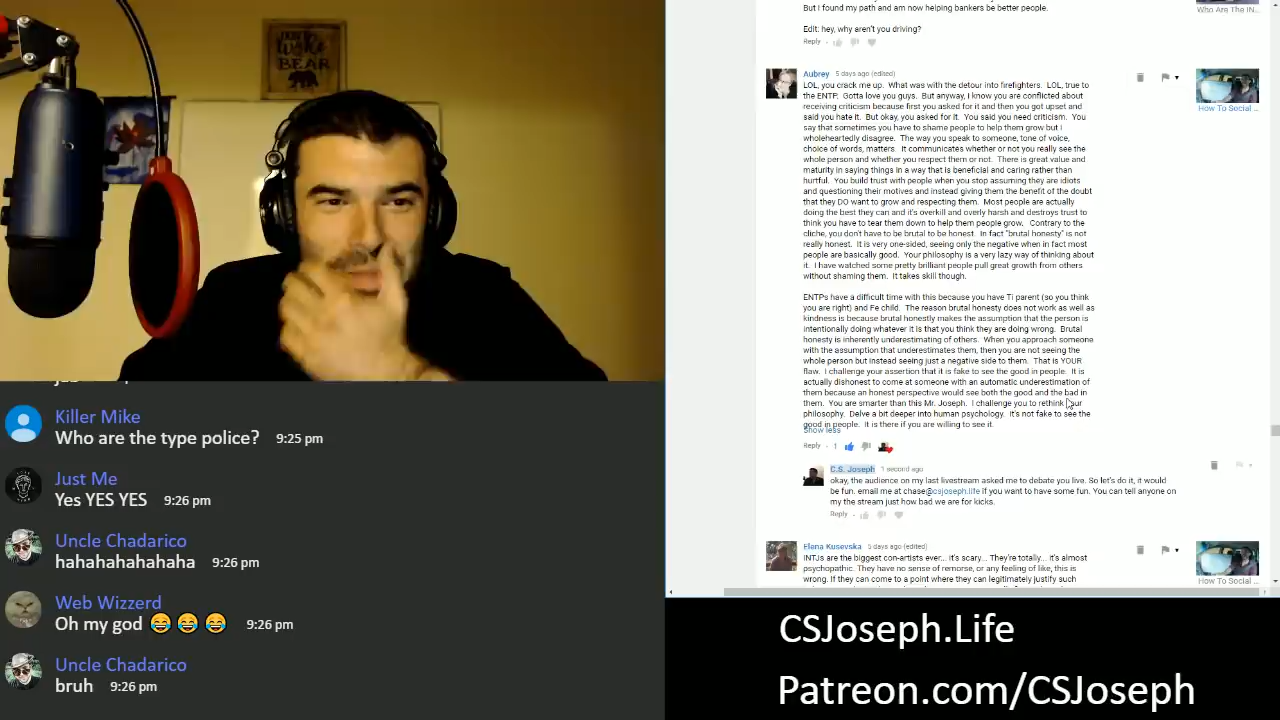 WOKE
BEAR
Killer Mike
Who are the type police? 9:25 pm
Just Me
Yes YES YES 9:26 pm
Uncle Chadarico
hahahahahahaha 9:26 pm
Web Wizzerd
Oh my god 😂😂😂 9:26 pm
Uncle Chadarico
bruh 9:26 pm
But I found my path and am now helping bankers be better people.
Who Are The IN...
Edit: hey, why aren't you driving?
Reply
Aubrey 5 days ago (edited)
LOL, you crack me up. What was with the detour into firefighters. LOL, true to
the ENTP. Gotta love you guys. But anyway, I know you are conflicted about
receiving criticism because first you asked for it and then you got upset and
said you hate it. But okay, you asked for it. You said you need criticism. You
say that sometimes you have to shame people to help them grow but I
wholeheartedly disagree. The way you speak to someone, tone of voice,
choice of words, matters. It communicates whether or not you really see the
whole person and whether you respect them or not. There is great value and
maturity in saying things in a way that is beneficial and caring rather than
hurtful. You build trust with people when you stop assuming they are idiots
and questioning their motives and instead giving them the benefit of the doubt
that they DO want to grow and respecting them. Most people are actually
doing the best they can and it's overkill and overly harsh and destroys trust to
think you have to tear them down to help them people grow. Contrary to the
cliche, you don't have to be brutal to be honest. In fact "brutal honesty" is not
really honest. It is very one-sided, seeing only the negative when in fact most
people are basically good. Your philosophy is a very lazy way of thinking about
it. I have watched some pretty brilliant people pull great growth from others
without shaming them. It takes skill though.
How To Social ...
ENTPs have a difficult time with this because you have Ti parent (so you think
you are right) and Fe child. The reason brutal honesty does not work as well as
kindness is because brutal honestly makes the assumption that the person is
intentionally doing whatever it is that you think they are doing wrong. Brutal
honesty is inherently underestimating of others. When you approach someone
with the assumption that underestimates them, then you are not seeing the
whole person but instead seeing just a negative side to them. That is YOUR
flaw. I challenge your assertion that it is fake to see the good in people. It is
actually dishonest to come at someone with an automatic underestimation of
them because an honest perspective would see both the good and the bad in
them. You are smarter than this Mr. Joseph. I challenge you to rethink your
philosophy. Delve a bit deeper into human psychology. It's not fake to see the
good in people. It is there if you are willing to see it.
Show less
Reply 1
C.S. Joseph 1 second ago
okay, the audience on my last livestream asked me to debate you live. So let's do it, it would
be fun. email me at chase@csjoseph.life if you want to have some fun. You can tell anyone on
my the stream just how bad we are for kicks.
Reply
Elena Kusevska 5 days ago (edited)
INTJs are the biggest con-artists ever... it's scary... They're totally... it's almost
psychopathic. They have no sense of remorse, or any feeling of like, this is
wrong. If they can come to a point where they can legitimately justify such
How To Social ...
CSJoseph.Life
Patreon.com/CSJoseph